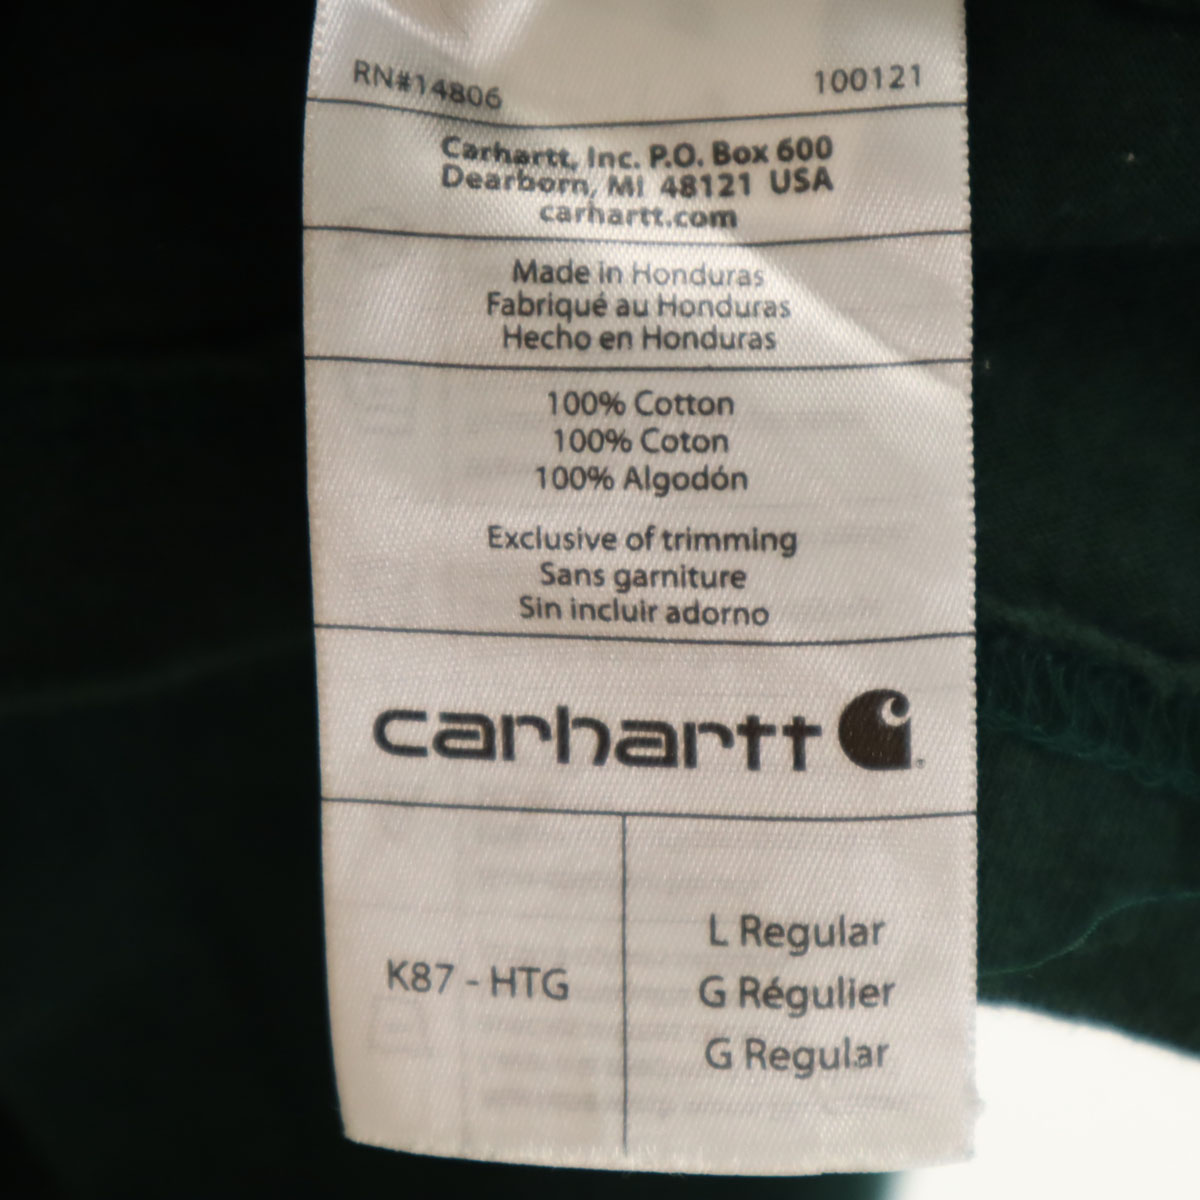 RN#14806 100121
Carhartt, Inc. P.O. Box 600
Dearborn, MI 48121 USA
carhartt.com
Made in Honduras
Fabriqué au Honduras
Hecho en Honduras
100% Cotton
100% Coton
100% Algodón
Exclusive of trimming
Sans garniture
Sin incluir adorno
carhartt
K87 - HTG
L Regular
G Régulier
G Regular